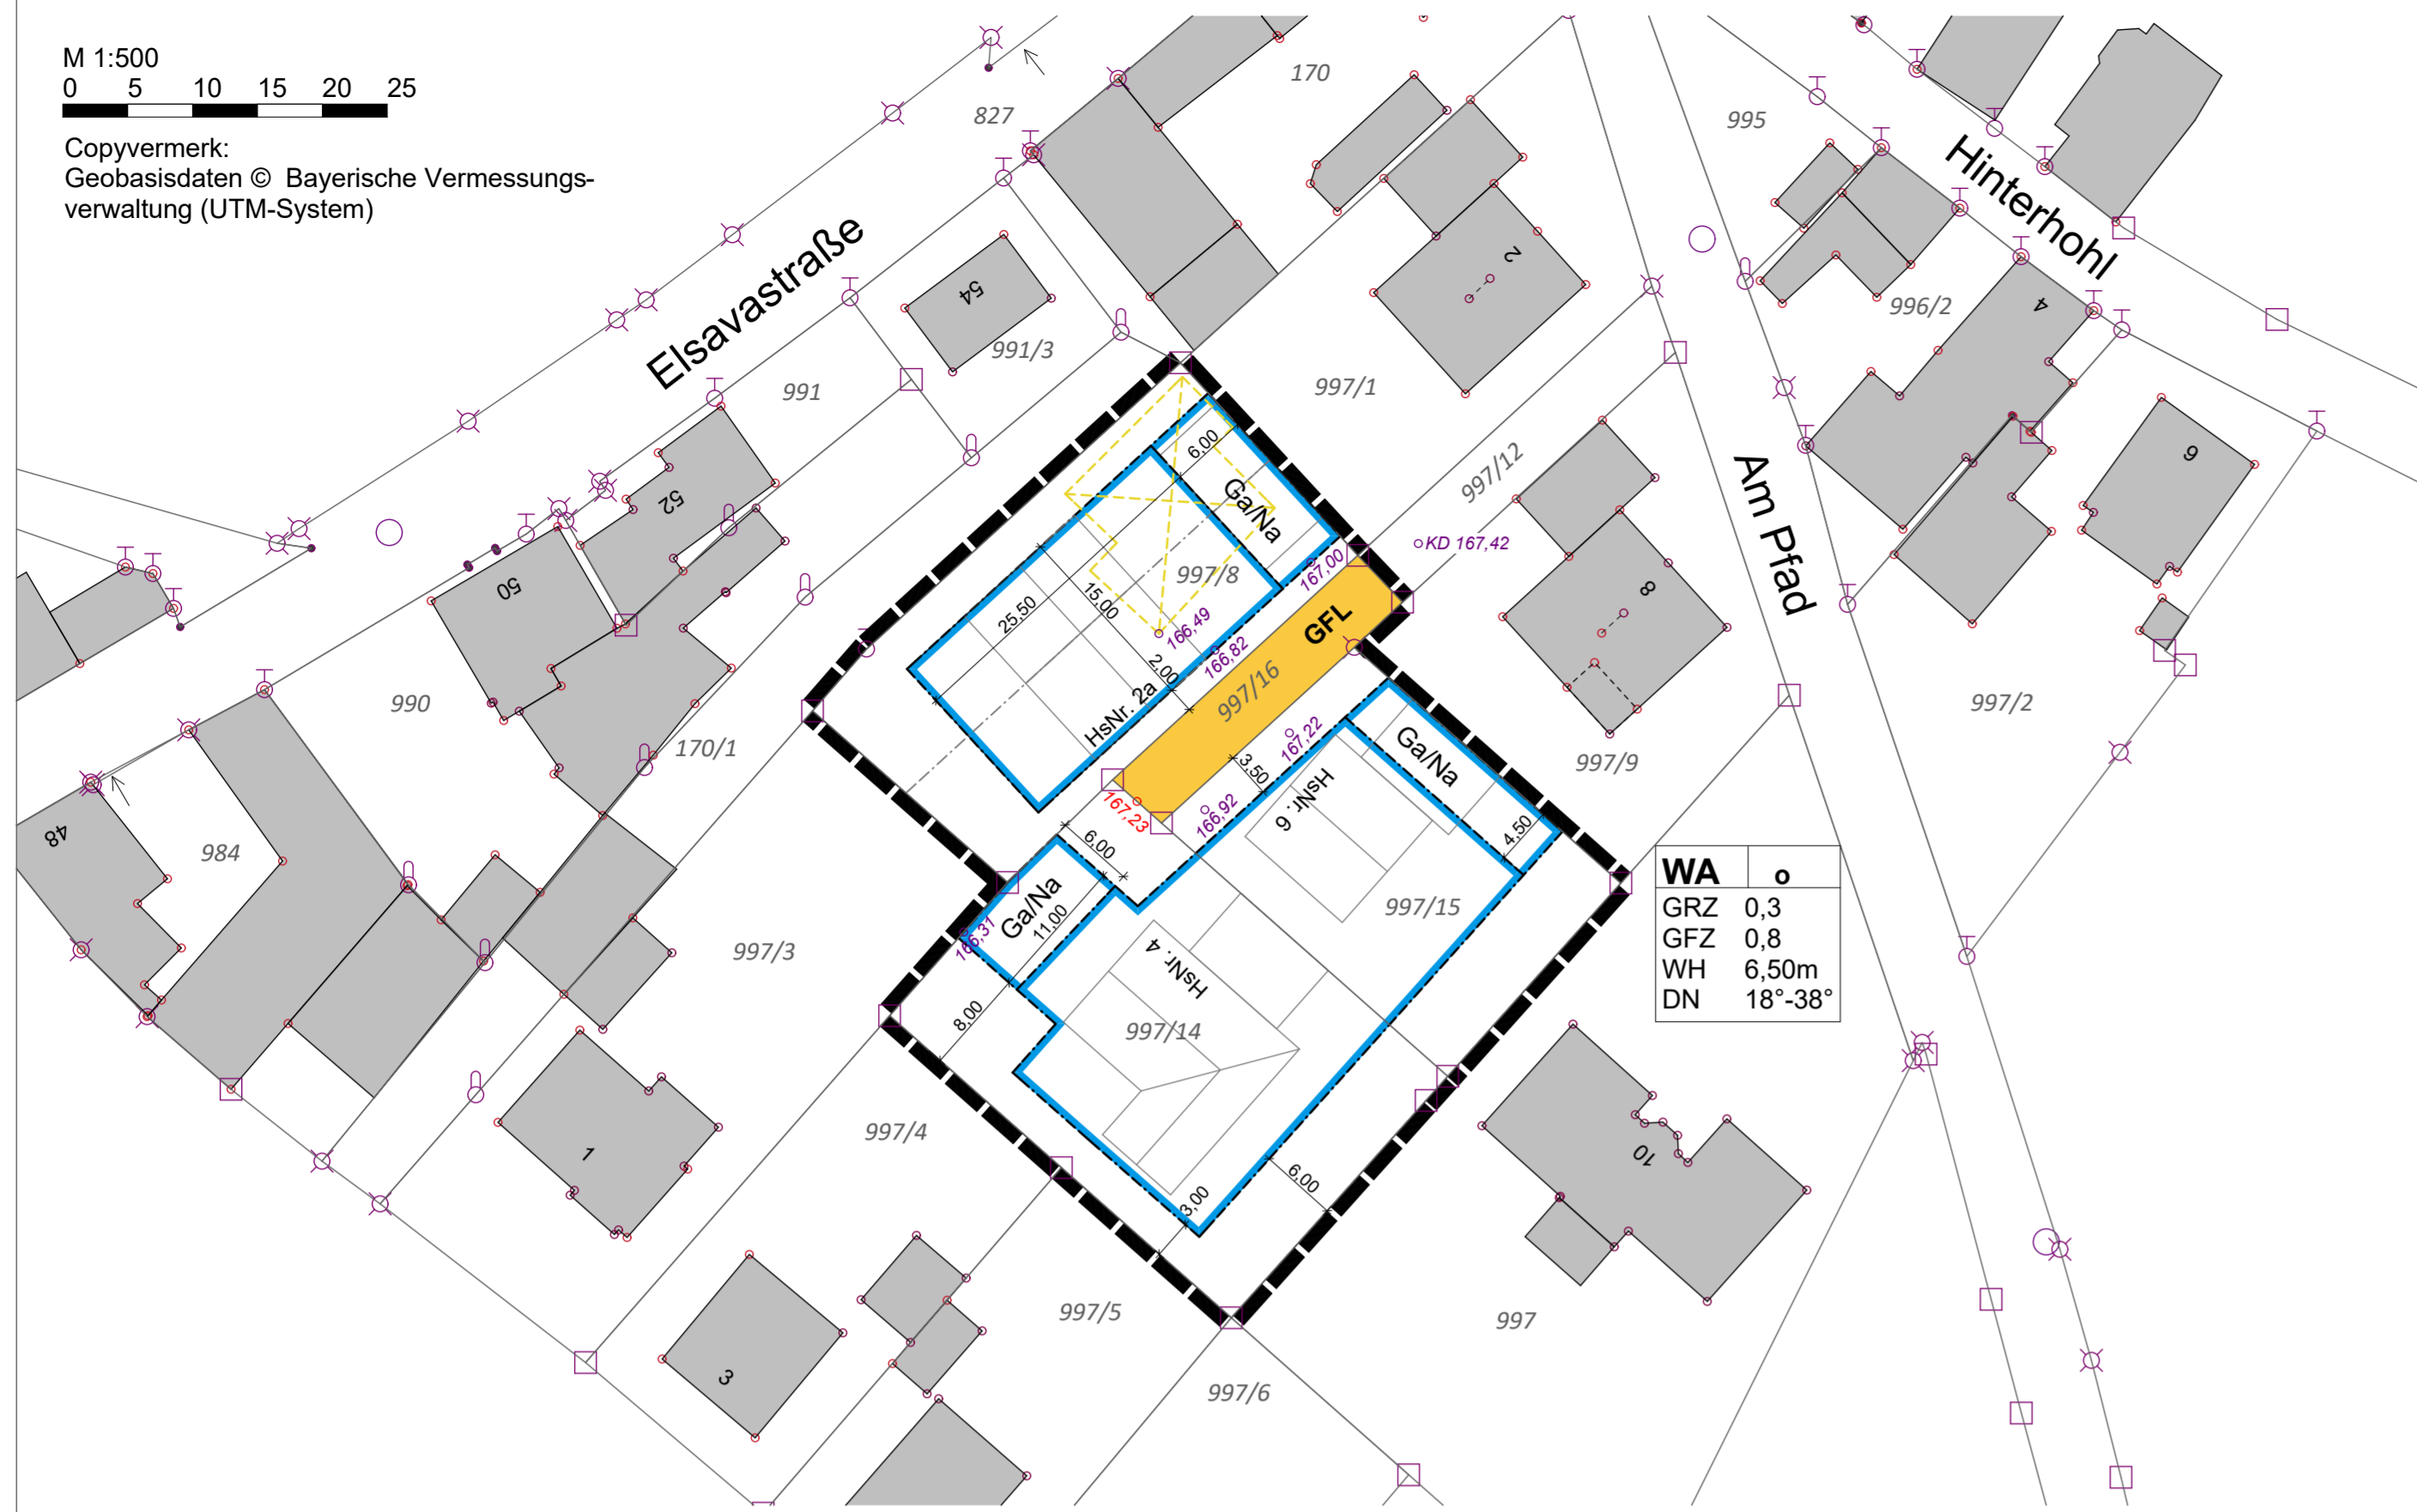 M 1:500
0 5 10 15 20 25
Copyvermerk:
Geobasisdaten © Bayerische Vermessungs-
verwaltung (UTM-System)
827
170
995
Hinterhohl
Elsavastraße
54
991/3
991
2
997/1
996/2
4
6
52
50
997/12
Am Pfad
KD 167,42
8
6,00
Ga/Na
997/8
167,00
25,50
15,00
166,49
166,82
2,00
HsNr. 2a
GFL
997/16
997/2
990
170/1
997/9
167,22
3,50
HsNr. 6
Ga/Na
4,50
167,23
166,92
6,00
48
984
WA o
GRZ 0,3
GFZ 0,8
WH 6,50m
DN 18°-38°
997/3
Ga/Na
11,00
166,31
997/15
HsNr. 4
997/14
8,00
997/4
1
10
6,00
3,00
997/5
997
3
997/6